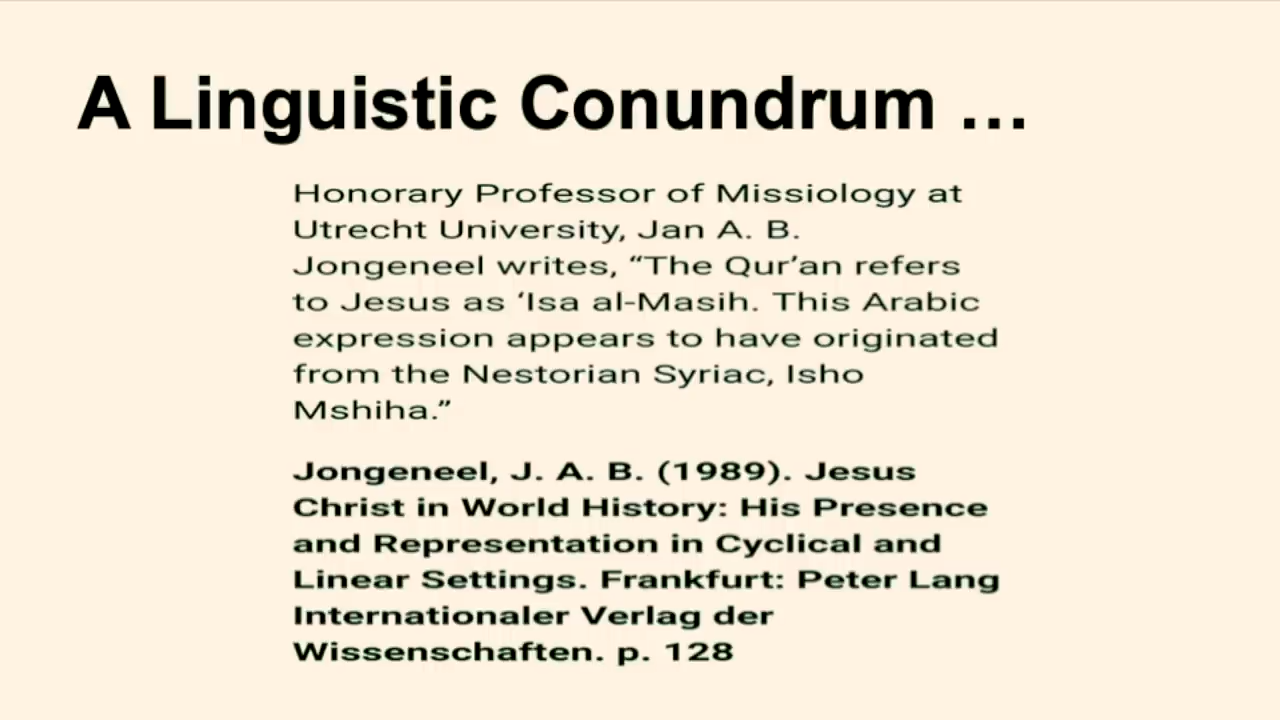 A Linguistic Conundrum ...
Honorary Professor of Missiology at
Utrecht University, Jan A. B.
Jongeneel writes, “The Qur’an refers
to Jesus as ‘Isa al-Masih. This Arabic
expression appears to have originated
from the Nestorian Syriac, Isho
Mshiha.”
Jongeneel, J. A. B. (1989). Jesus
Christ in World History: His Presence
and Representation in Cyclical and
Linear Settings. Frankfurt: Peter Lang
Internationaler Verlag der
Wissenschaften. p. 128